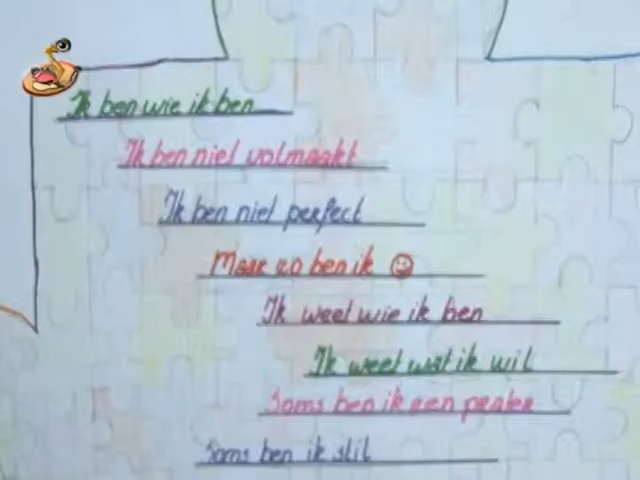 Ik ben wie ik ben
Ik ben niet volmaakt
Ik ben niet perfect
Maar zo ben ik ☺
Ik weet wie ik ben
Ik weet wat ik wil
Soms ben ik een prater
Soms ben ik stil